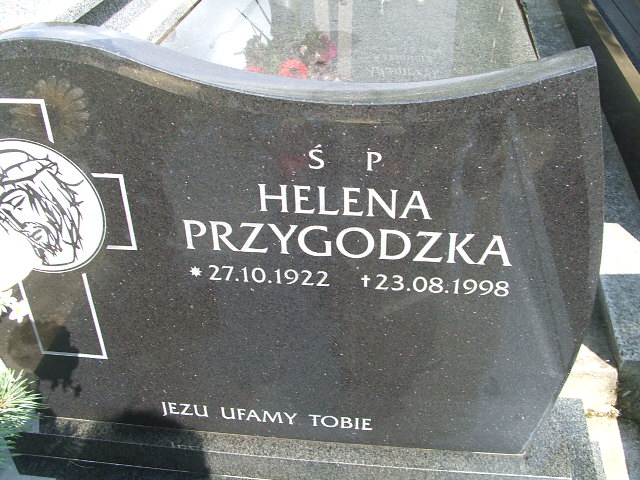 Ś P
HELENA
PRZYGODZKA
* 27.10.1922 ✝ 23.08.1998
JEZU UFAMY TOBIE